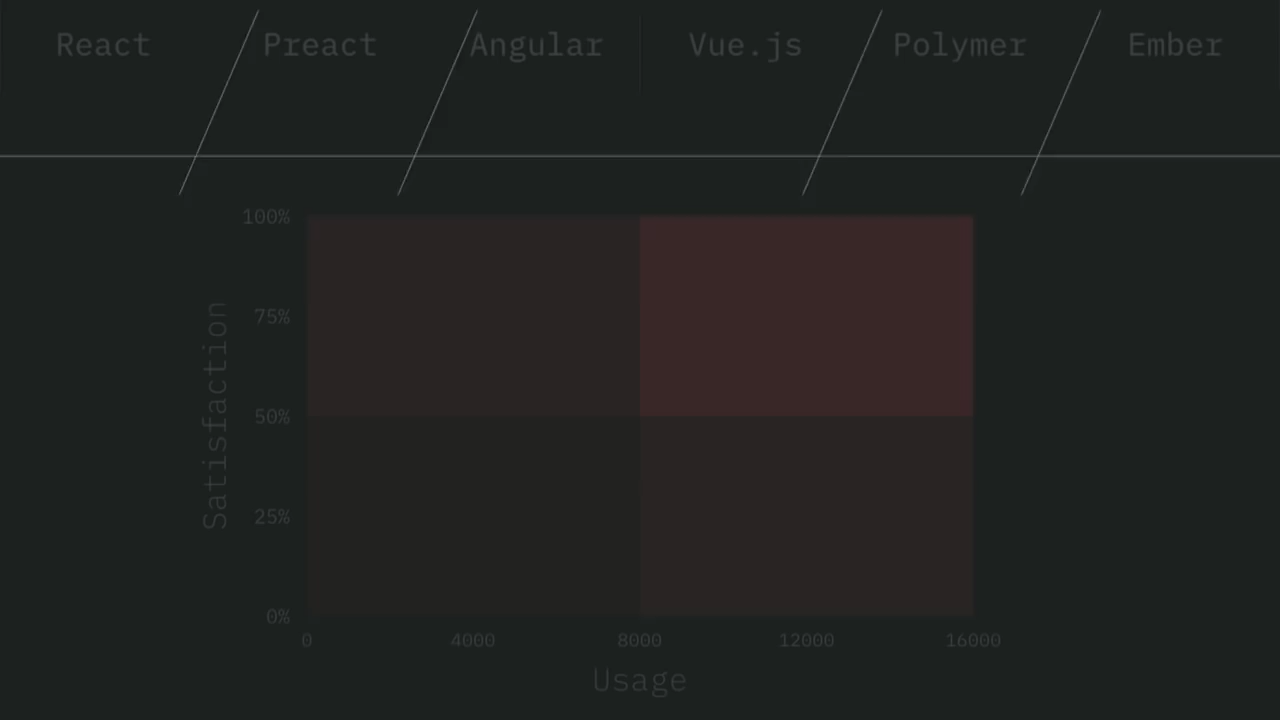 React Preact Angular Vue.js Polymer Ember
100%
75%
50%
25%
0%
Satisfaction
0 4000 8000 12000 16000
Usage